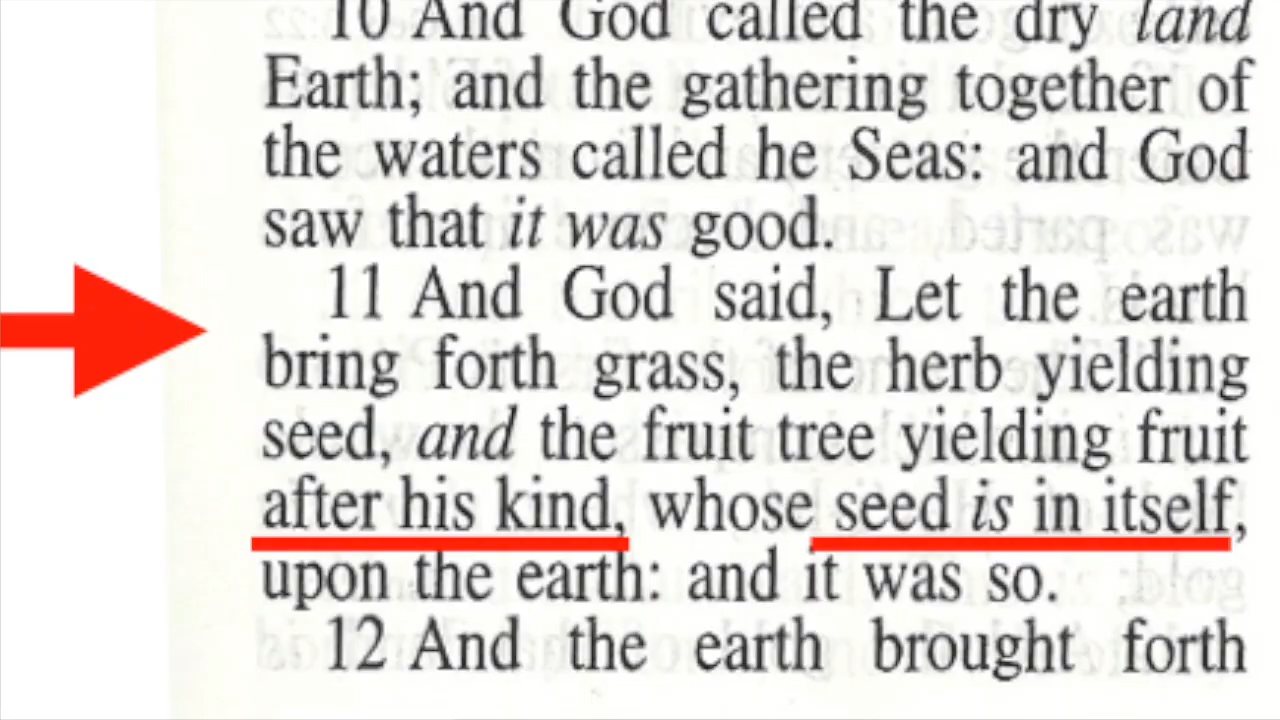 10 And God called the dry land
Earth; and the gathering together of
the waters called he Seas: and God
saw that it was good.
11 And God said, Let the earth
bring forth grass, the herb yielding
seed, and the fruit tree yielding fruit
after his kind, whose seed is in itself,
upon the earth: and it was so.
12 And the earth brought forth